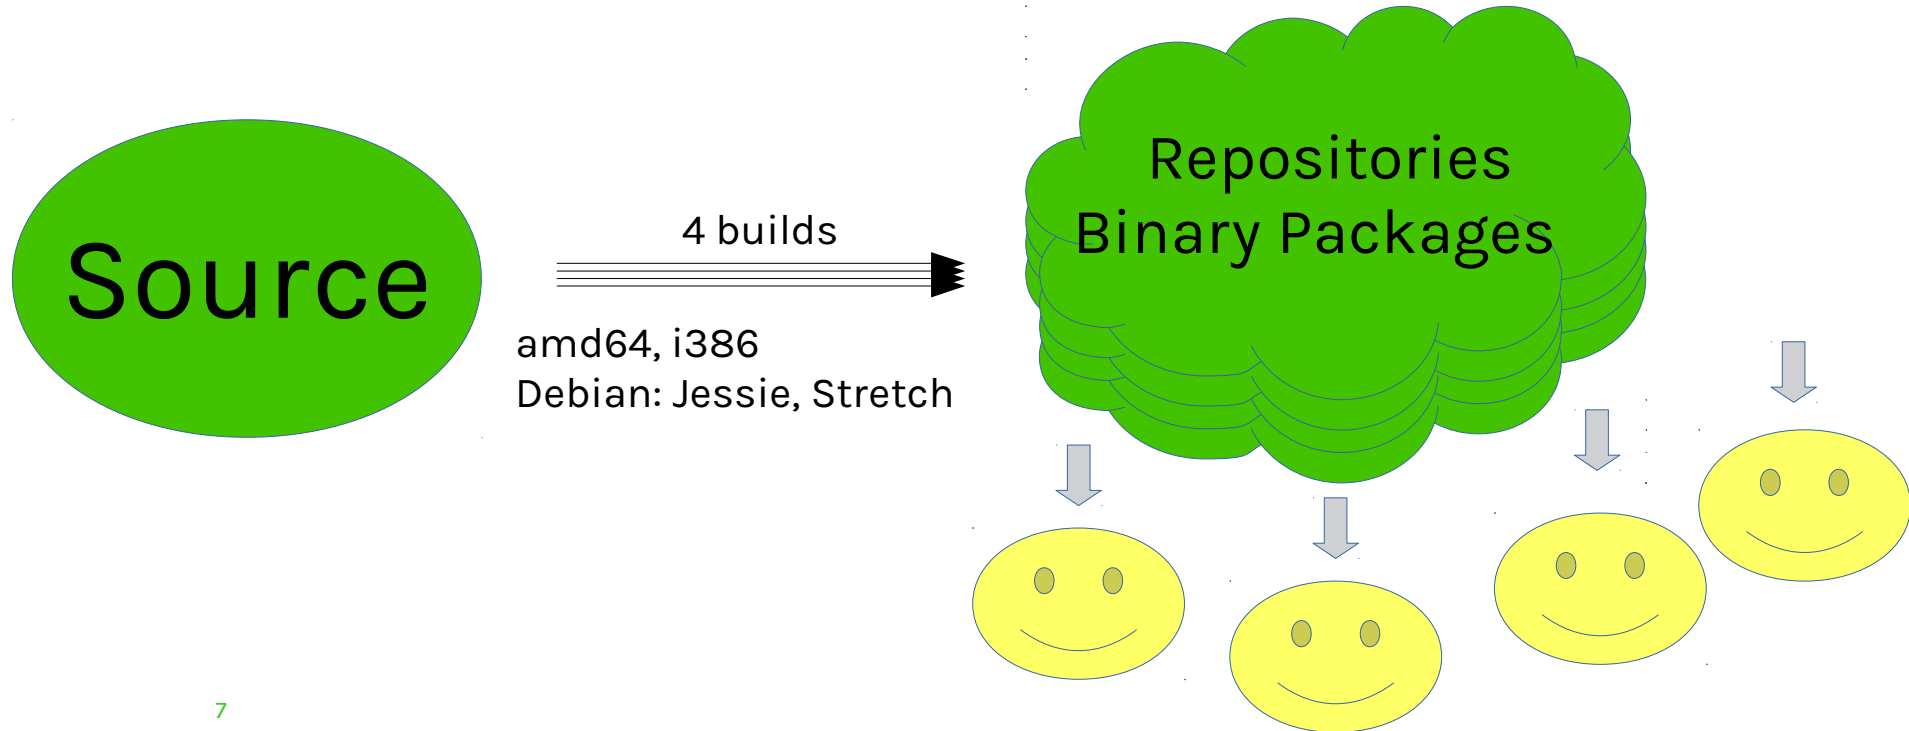 Source
4 builds
amd64, i386
Debian: Jessie, Stretch
Repositories
Binary Packages
7